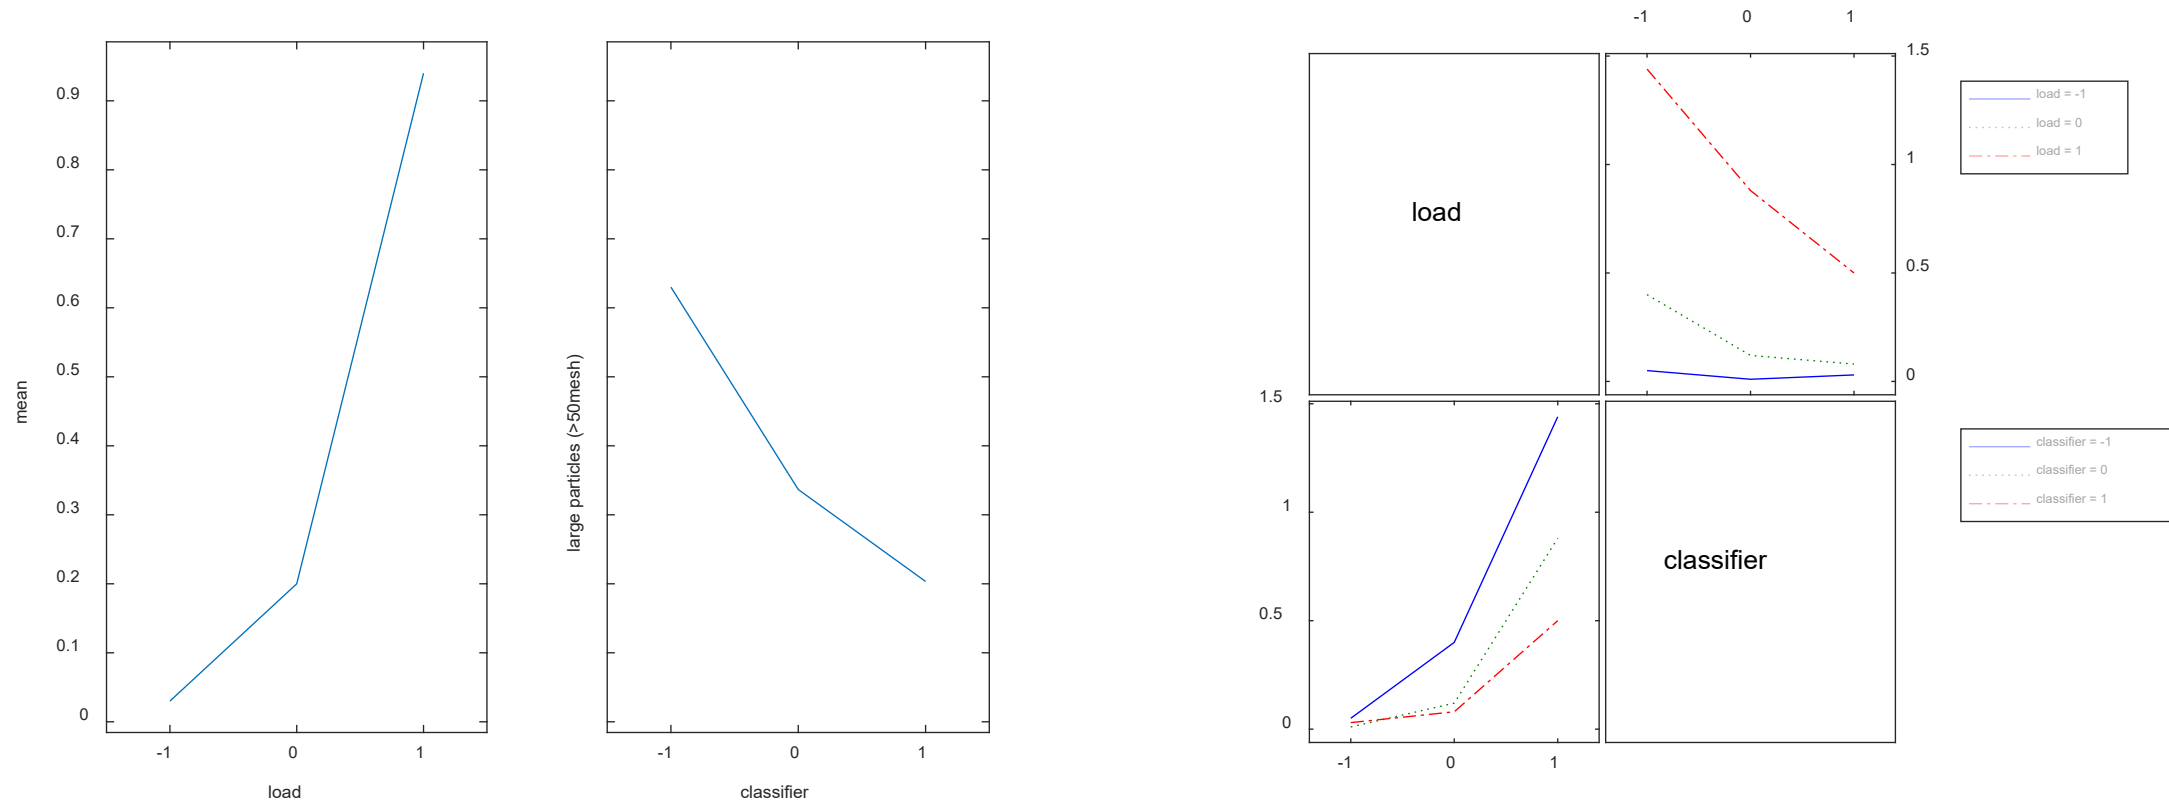 mean
0.9
0.8
0.7
0.6
0.5
0.4
0.3
0.2
0.1
0
-1 0 1
load
large particles (>50mesh)
-1 0 1
classifier
-1 0 1
load
1.5
1
0.5
0
load = -1
load = 0
load = 1
1.5
1
0.5
0
-1 0 1
classifier
classifier = -1
classifier = 0
classifier = 1